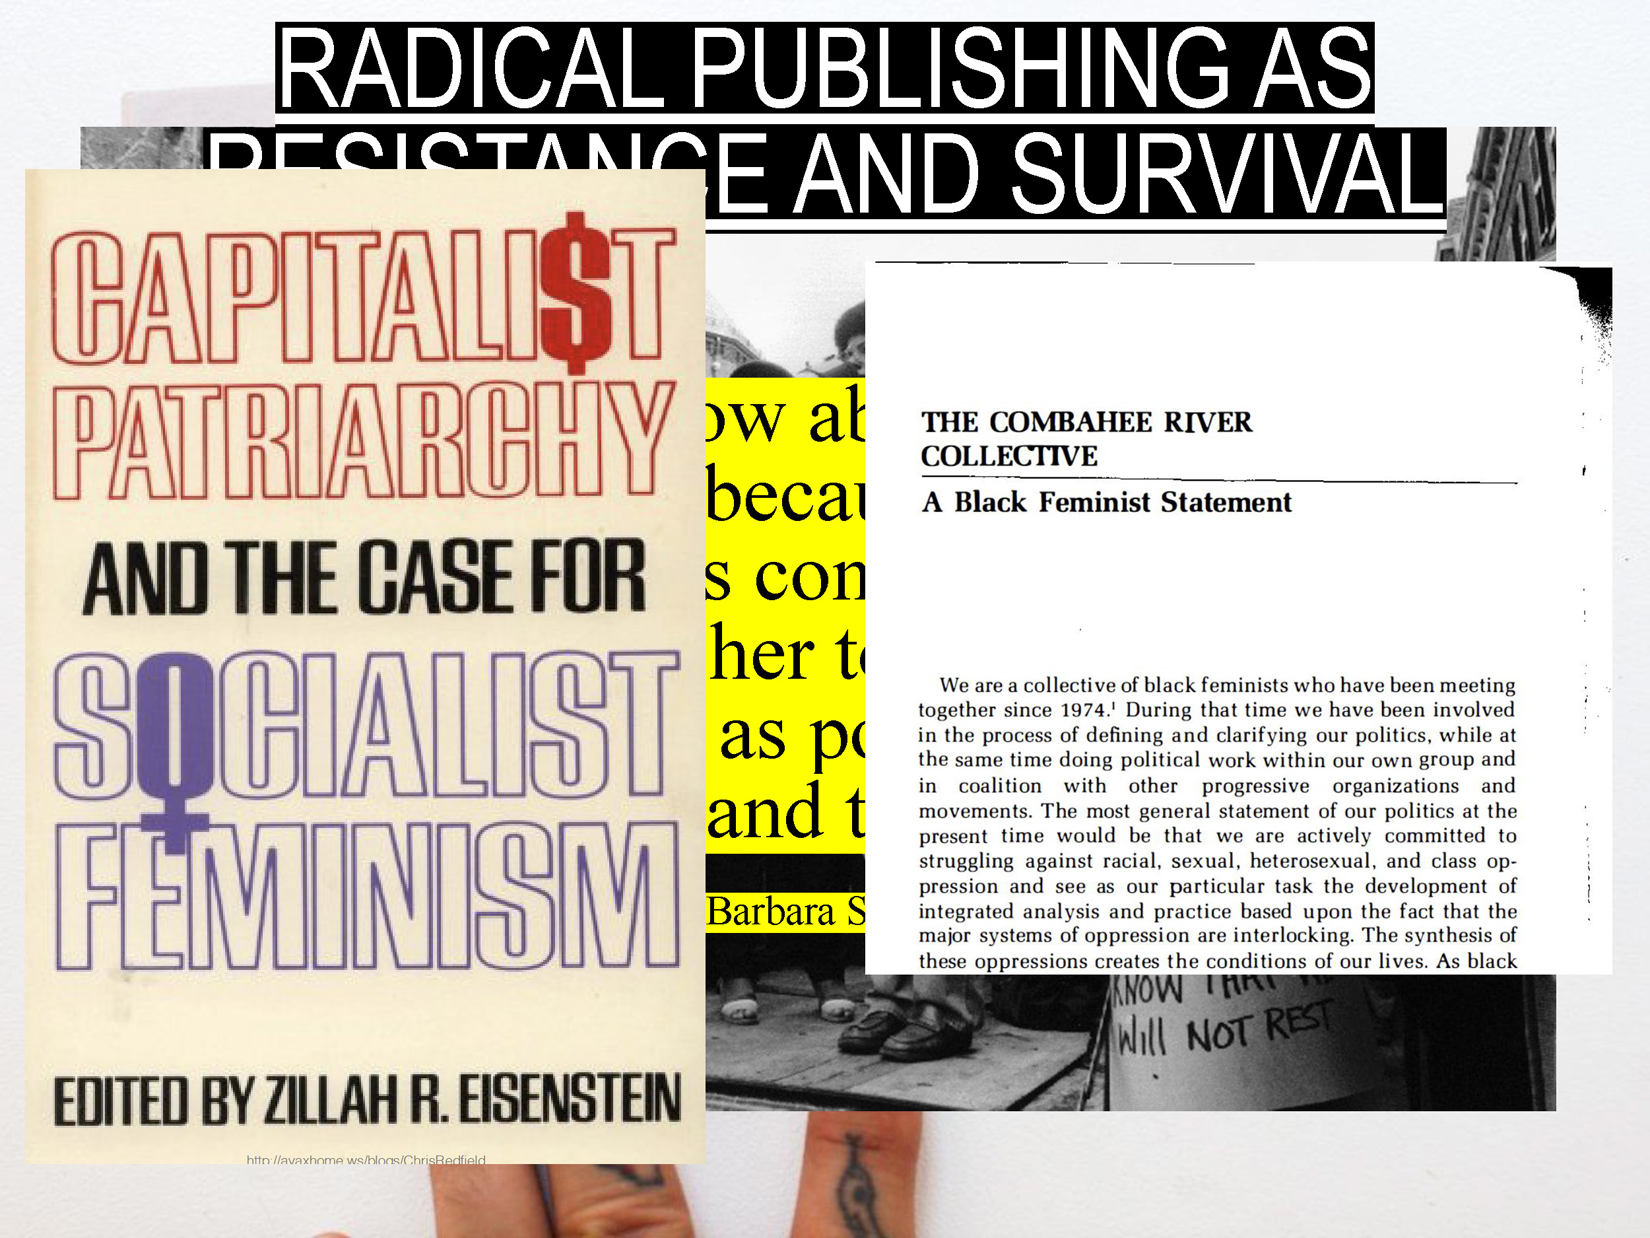 RADICAL PUBLISHING AS
RESISTANCE AND SURVIVAL
CAPITALI$T
PATRIARCHY
AND THE CASE FOR
SOCIALIST
FEMINISM
EDITED BY ZILLAH R. EISENSTEIN
http://avaxhome.ws/blogs/ChrisRedfield
ow ab
becau
s con
her to
as po
and t
Barbara S
THE COMBAHEE RIVER
COLLECTIVE
A Black Feminist Statement
We are a collective of black feminists who have been meeting
together since 1974.¹ During that time we have been involved
in the process of defining and clarifying our politics, while at
the same time doing political work within our own group and
in coalition with other progressive organizations and
movements. The most general statement of our politics at the
present time would be that we are actively committed to
struggling against racial, sexual, heterosexual, and class op-
pression and see as our particular task the development of
integrated analysis and practice based upon the fact that the
major systems of oppression are interlocking. The synthesis of
these oppressions creates the conditions of our lives. As black
KNOW THAT
Will NOT REST